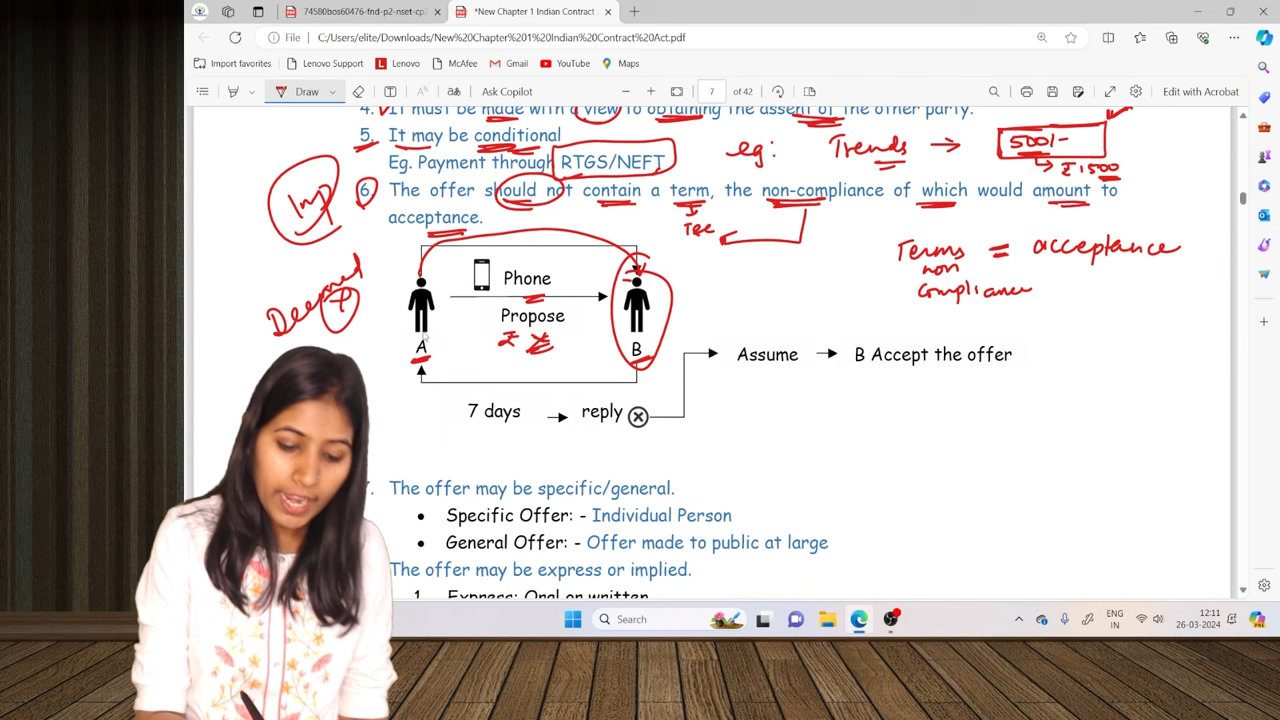 74580bos60476-fnd-p2-nset-cp2
*New Chapter 1 Indian Contract
File C:/Users/elite/Downloads/New%20Chapter%201%20Indian%20Contract%20Act.pdf
Import favorites Lenovo Support Lenovo McAfee Gmail YouTube Maps
Draw Ask Copilot 7 of 42 Edit with Acrobat
4. It must be made with a view to obtaining the assent of the other party.
5. It may be conditional
eg: Trends → 500/-
₹1500
Eg. Payment through RTGS/NEFT
Imp
6 The offer should not contain a term, the non-compliance of which would amount to
acceptance.
Terms = acceptance
non
compliance
Deemed
Phone
Propose
A
B
Assume
B Accept the offer
7 days
reply
7. The offer may be specific/general.
• Specific Offer: - Individual Person
• General Offer: - Offer made to public at large
The offer may be express or implied.
1. Express: Oral or written
Search
ENG
IN
12:11
26-03-2024